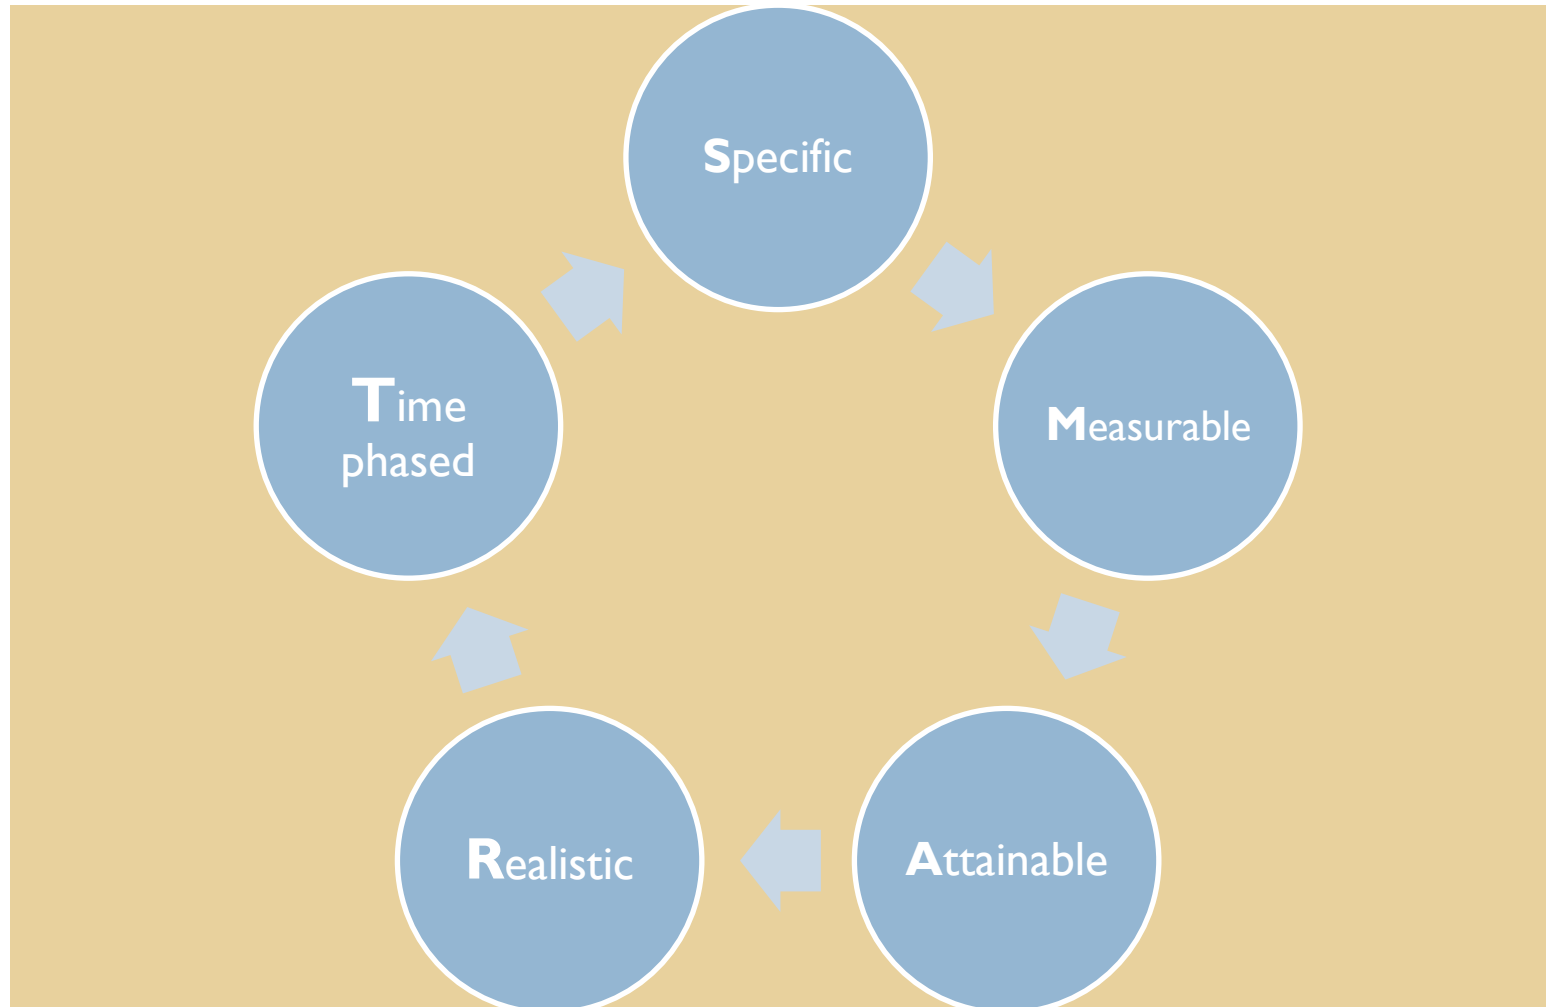 Specific
Measurable
Attainable
Realistic
Time
phased